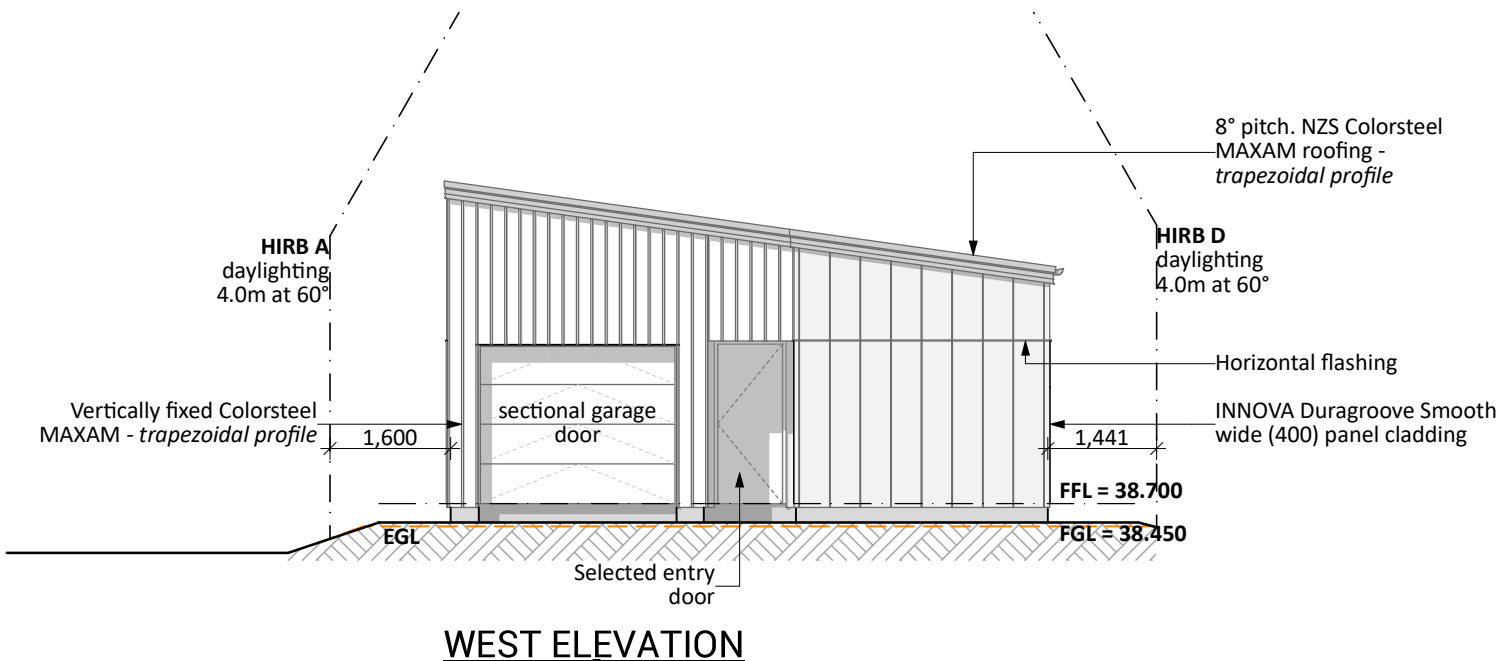 8° pitch. NZS Colorsteel
MAXAM roofing -
trapezoidal profile
HIRB A
daylighting
4.0m at 60°
HIRB D
daylighting
4.0m at 60°
Horizontal flashing
Vertically fixed Colorsteel
MAXAM - trapezoidal profile
1,600
sectional garage
door
1,441
INNOVA Duragroove Smooth
wide (400) panel cladding
FFL = 38.700
EGL
FGL = 38.450
Selected entry
door
WEST ELEVATION